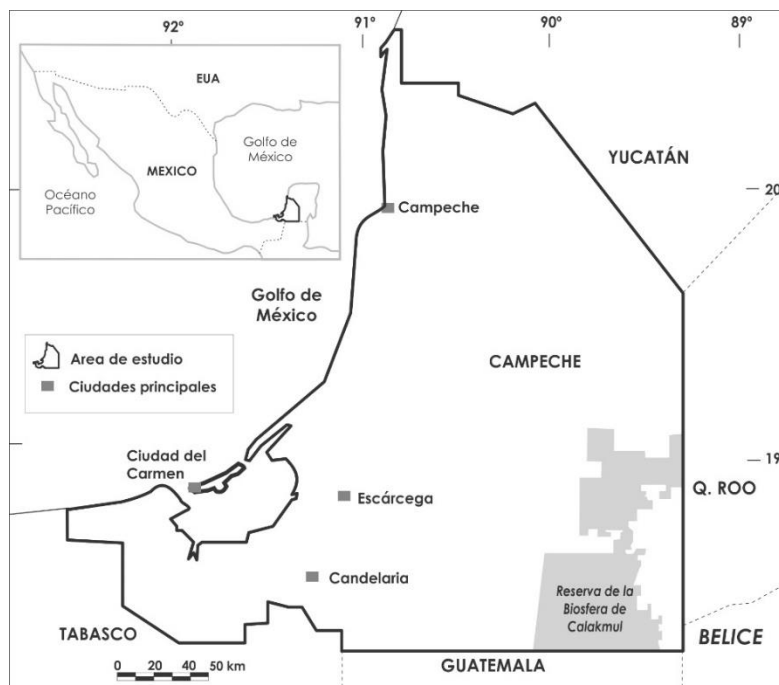 92°
91°
90°
89°
EUA
Golfo de
México
MEXICO
Océano
Pacífico
YUCATÁN
20
Campeche
Golfo de
México
Area de estudio
Ciudades principales
CAMPECHE
Ciudad del
Carmen
19
Q. ROO
Escárcega
Candelaria
Reserva de la
Biosfera de
Calakmul
TABASCO
BELICE
0 10 20 50 km
GUATEMALA